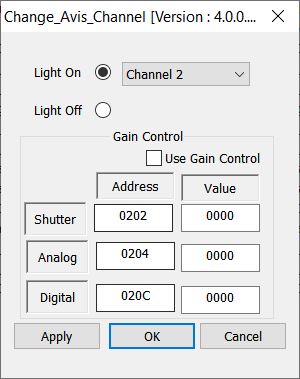 Change_Avis_Channel [Version : 4.0.0....
Light On Channel 2
Light Off
Gain Control
Use Gain Control
Address Value
Shutter 0202 0000
Analog 0204 0000
Digital 020C 0000
Apply OK Cancel